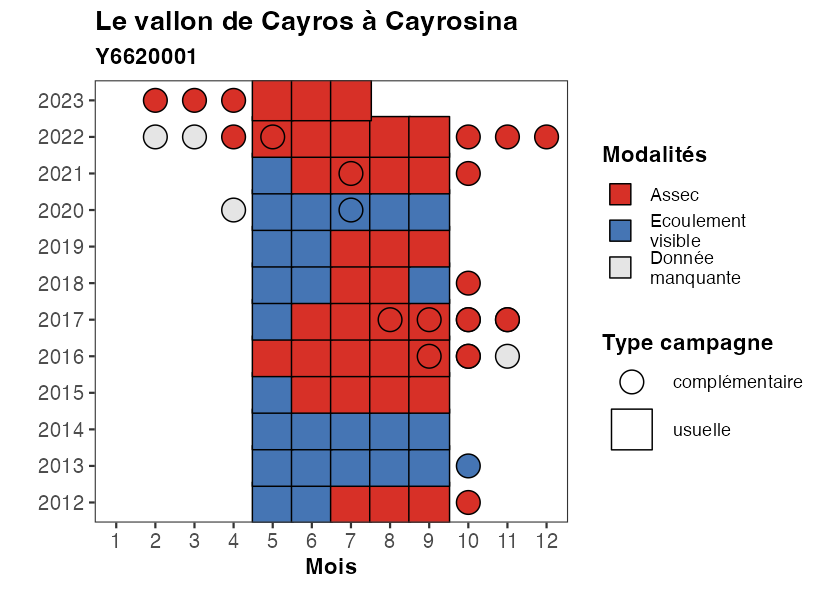 Le vallon de Cayros à Cayrosina
Y6620001
2023
2022
2021
2020
2019
2018
2017
2016
2015
2014
2013
2012
1 2 3 4 5 6 7 8 9 10 11 12
Mois
Modalités
Assec
Ecoulement
visible
Donnée
manquante
Type campagne
complémentaire
usuelle